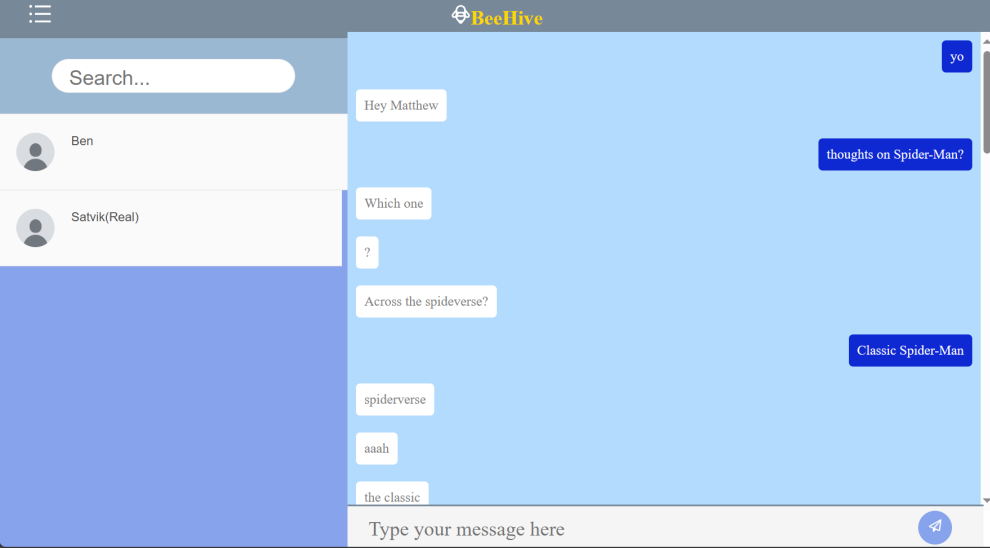 BeeHive
Search...
Ben
Satvik(Real)
yo
Hey Matthew
thoughts on Spider-Man?
Which one
?
Across the spideverse?
Classic Spider-Man
spiderverse
aaah
the classic
Type your message here